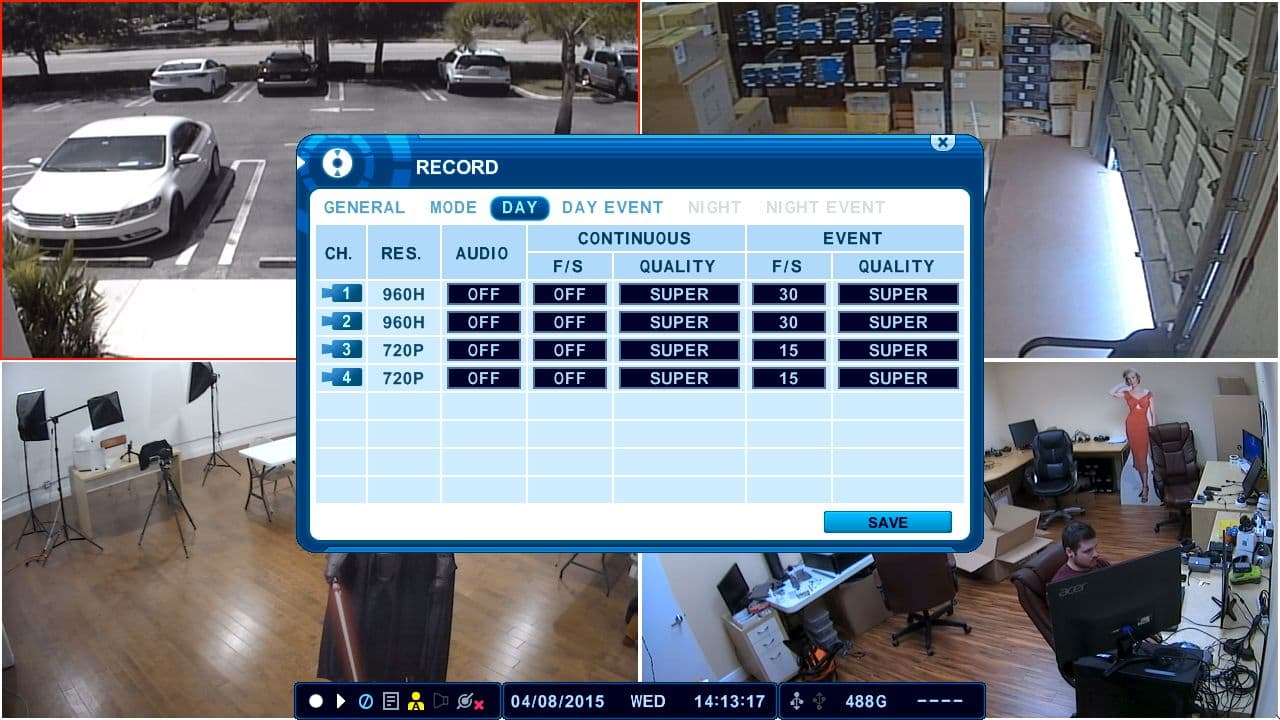 RECORD
GENERAL MODE DAY DAY EVENT NIGHT NIGHT EVENT
CH. RES. AUDIO CONTINUOUS EVENT
F/S QUALITY F/S QUALITY
1 960H OFF OFF SUPER 30 SUPER
2 960H OFF OFF SUPER 30 SUPER
3 720P OFF OFF SUPER 15 SUPER
4 720P OFF OFF SUPER 15 SUPER
SAVE
acer
04/08/2015 WED 14:13:17 488G ----